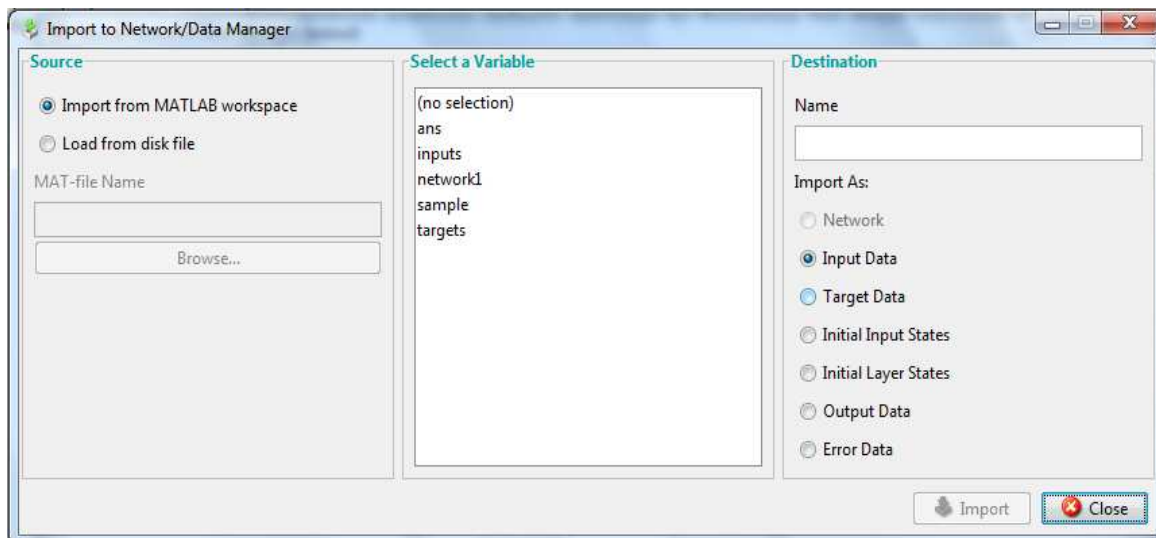 Import to Network/Data Manager
Source
Import from MATLAB workspace
Load from disk file
MAT-file Name
Browse...
Select a Variable
(no selection)
ans
inputs
network1
sample
targets
Destination
Name
Import As:
Network
Input Data
Target Data
Initial Input States
Initial Layer States
Output Data
Error Data
Import
Close